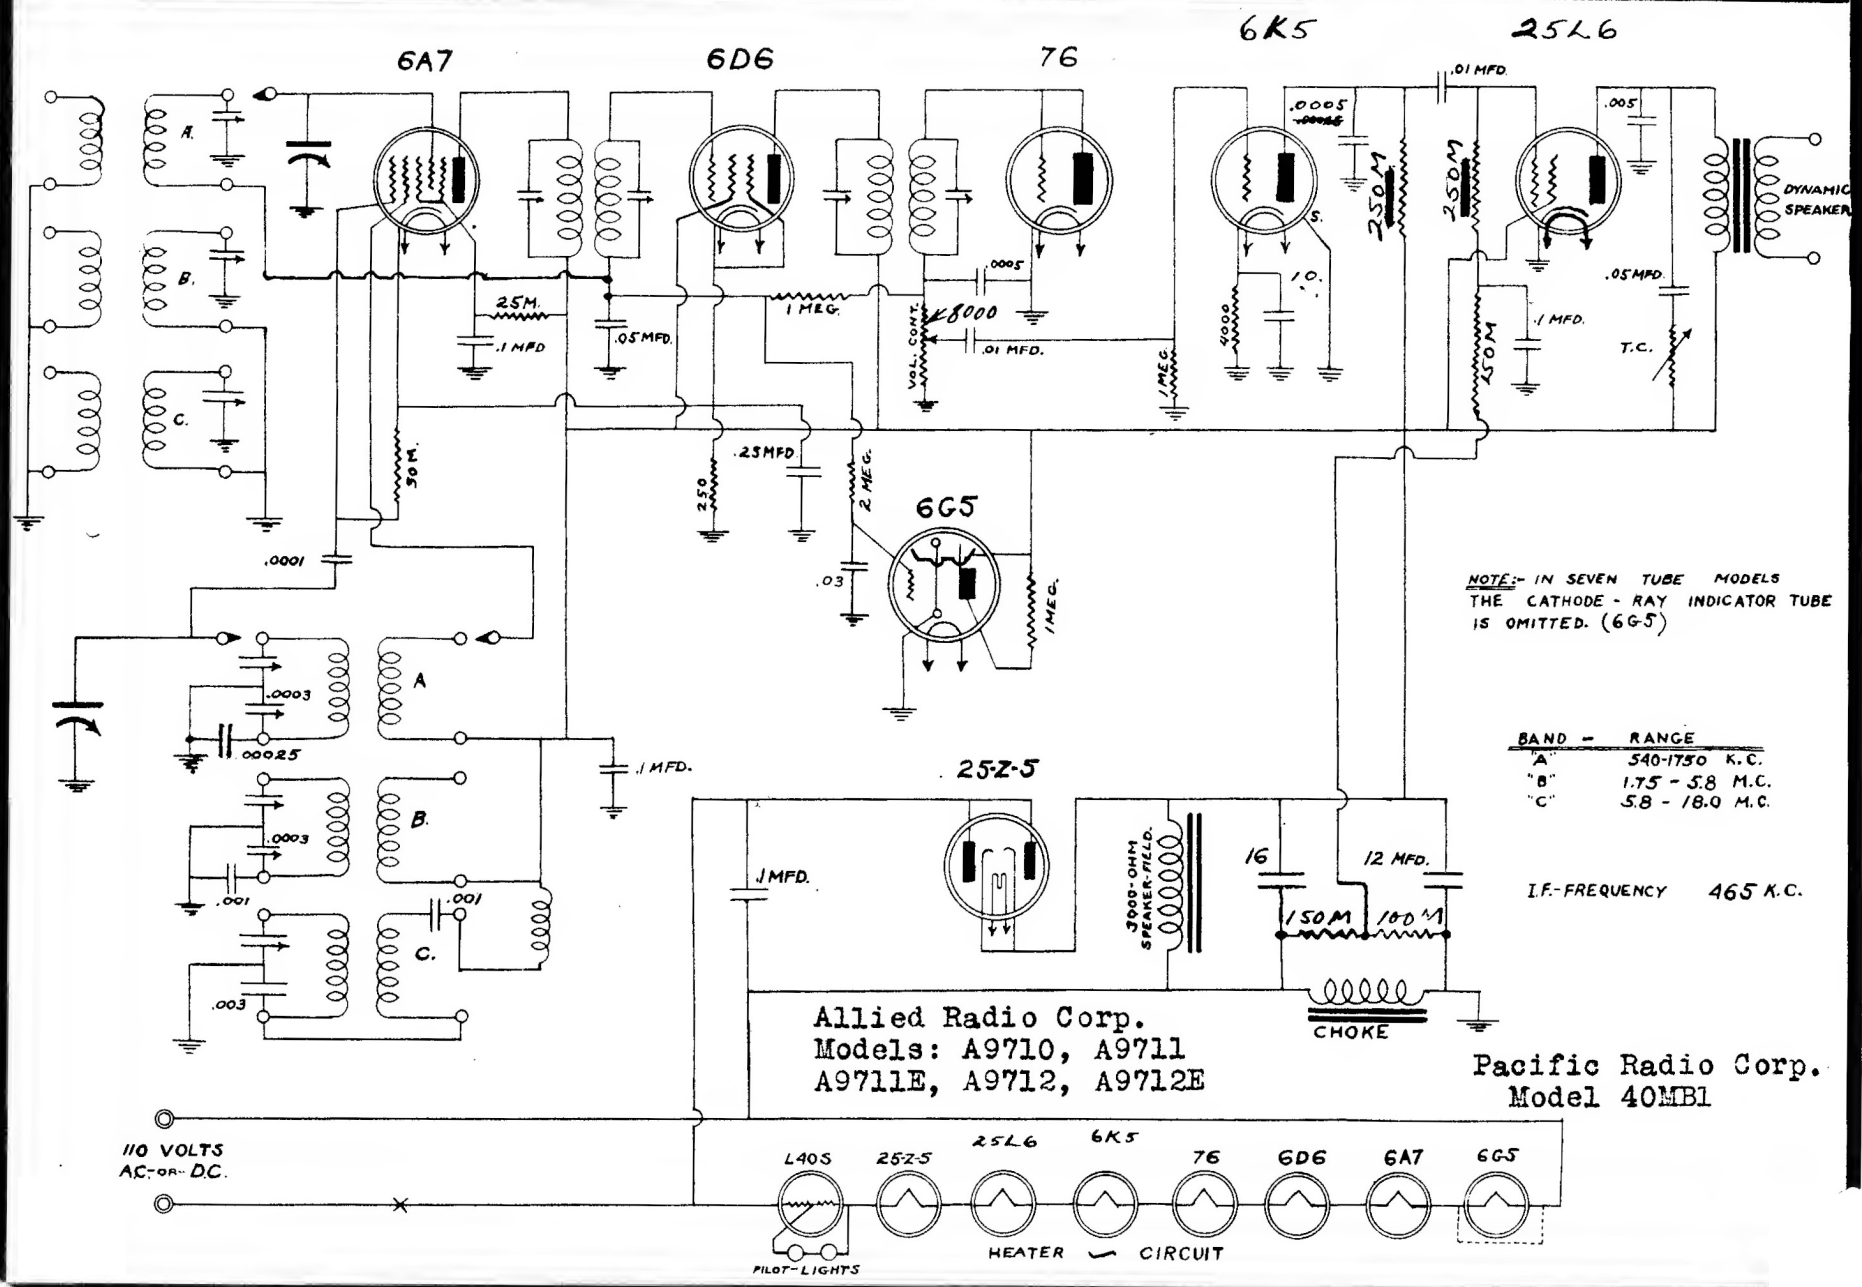 6A7
6D6
76
6K5
25L6
A.
B.
C.
25M.
.1 MFD
.05 MFD.
1 MEG.
.0005
8000
VOL. CONT.
.01 MFD.
1 MEG
.0005
4000
10.
S.
250M
.01 MFD.
250M
.005
.05 MFD.
.1 MFD.
250M
T.C.
DYNAMIC
SPEAKER
.25 MFD
250
2 MEG.
.03
6G5
1 MEG.
.0001
.0003
.00025
A
.1 MFD.
.0003
.001
B.
.001
.003
C.
NOTE:- IN SEVEN TUBE MODELS
THE CATHODE - RAY INDICATOR TUBE
IS OMITTED. (6G5)
BAND - RANGE
"A" 540-1750 K.C.
"B" 1.75 - 5.8 M.C.
"C" 5.8 - 18.0 M.C.
I.F.-FREQUENCY 465 K.C.
25-Z-5
.1 MFD.
3000-OHM
SPEAKER-FIELD.
16
12 MFD.
150M
100M
CHOKE
Allied Radio Corp.
Models: A9710, A9711
A9711E, A9712, A9712E
Pacific Radio Corp.
Model 40MB1
110 VOLTS
A.C.-OR-D.C.
L40S
25-Z-5
25L6
6K5
76
6D6
6A7
6G5
PILOT-LIGHTS
HEATER CIRCUIT